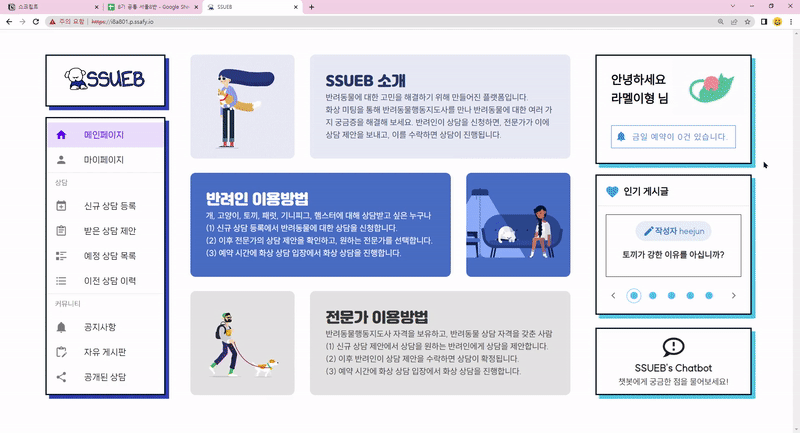 스크립트
8기 공통 서울8반 - Google She
SSUEB
주의 요함
https://i8a801.p.ssafy.io
SSUEB
메인페이지
마이페이지
상담
신규 상담 등록
받은 상담 제안
예정 상담 목록
이전 상담 이력
커뮤니티
공지사항
자유 게시판
공개된 상담
SSUEB 소개
반려동물에 대한 고민을 해결하기 위해 만들어진 플랫폼입니다.
화상 미팅을 통해 반려동물행동지도사를 만나 반려동물에 대한 여러 가
지 궁금증을 해결해 보세요. 반려인이 상담을 신청하면, 전문가가 이에
상담 제안을 보내고, 이를 수락하면 상담이 진행됩니다.
반려인 이용방법
개, 고양이, 토끼, 패럿, 기니피그, 햄스터에 대해 상담받고 싶은 누구나
(1) 신규 상담 등록에서 반려동물에 대한 상담을 신청합니다.
(2) 이후 전문가의 상담 제안을 확인하고, 원하는 전문가를 선택합니다.
(3) 예약 시간에 화상 상담 입장에서 화상 상담을 진행합니다.
전문가 이용방법
반려동물행동지도사 자격을 보유하고, 반려동물 상담 자격을 갖춘 사람
(1) 신규 상담 제안에서 상담을 원하는 반려인에게 상담을 제안합니다.
(2) 이후 반려인이 상담 제안을 수락하면 상담이 확정됩니다.
(3) 예약 시간에 화상 상담 입장에서 화상 상담을 진행합니다.
안녕하세요
라멜이형 님
금일 예약이 0건 있습니다.
인기 게시글
작성자 heejun
토끼가 강한 이유를 아십니까?
SSUEB's Chatbot
챗봇에게 궁금한 점을 물어보세요!